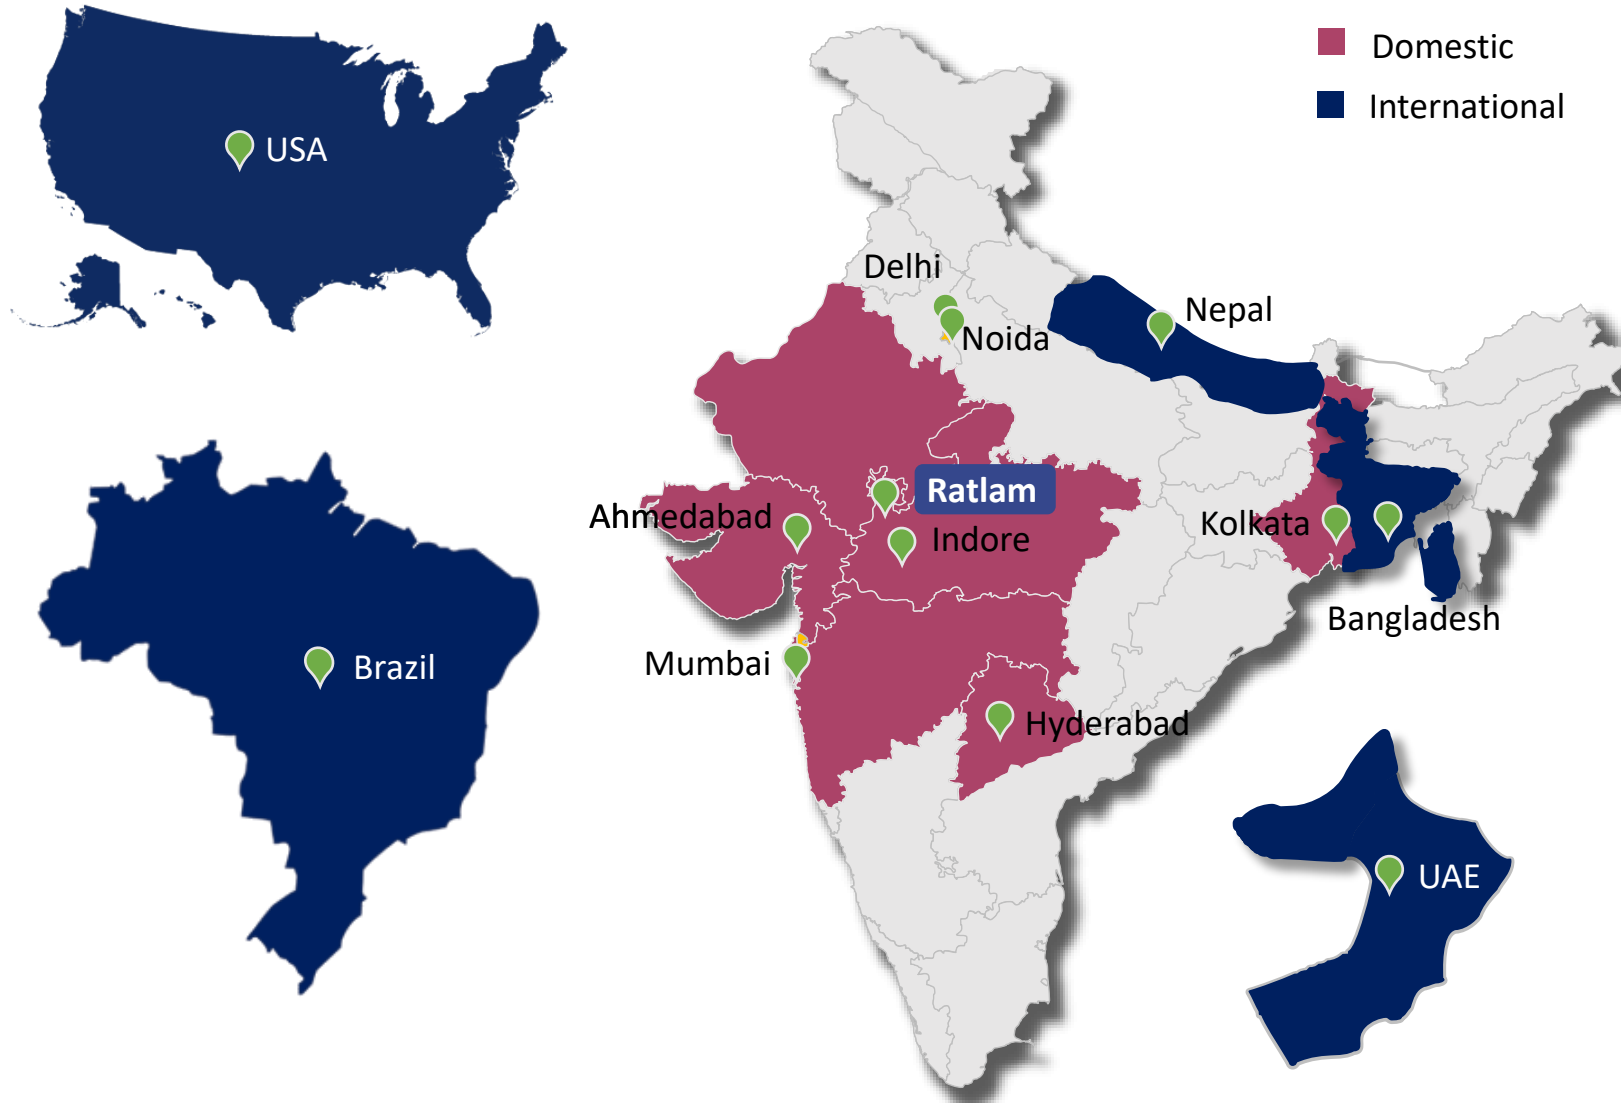 Domestic
International
USA
Delhi
Noida
Nepal
Ratlam
Ahmedabad
Indore
Kolkata
Bangladesh
Mumbai
Brazil
Hyderabad
UAE